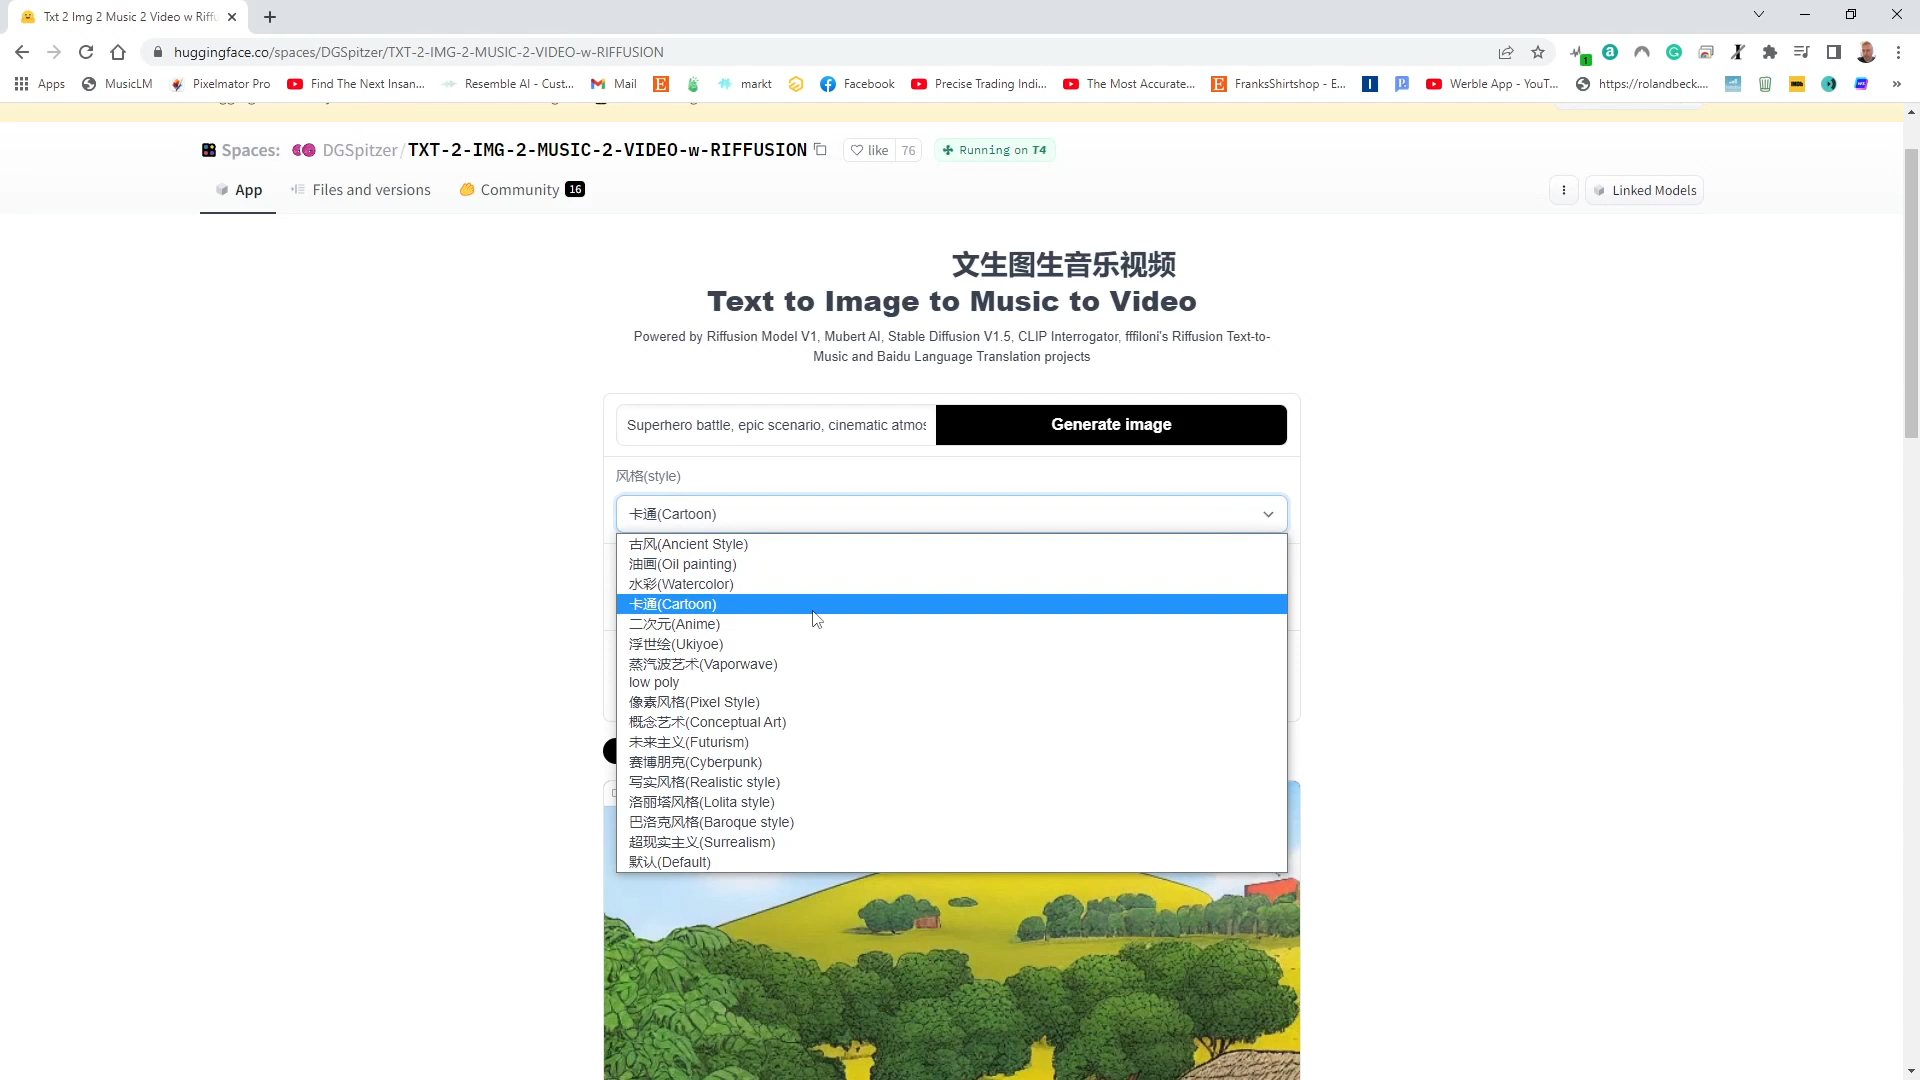 Txt 2 Img 2 Music 2 Video w Riffu
huggingface.co/spaces/DGSpitzer/TXT-2-IMG-2-MUSIC-2-VIDEO-w-RIFFUSION
1
Apps
MusicLM
Pixelmator Pro
Find The Next Insan...
Resemble AI - Cust...
Mail
markt
Facebook
Precise Trading Indi...
The Most Accurate...
FranksShirtshop - E...
Werble App - YouT...
https://rolandbeck....
»
Spaces:
DGSpitzer/TXT-2-IMG-2-MUSIC-2-VIDEO-w-RIFFUSION
like 76
Running on T4
App
Files and versions
Community 16
Linked Models
文生图生音乐视频
Text to Image to Music to Video
Powered by Riffusion Model V1, Mubert AI, Stable Diffusion V1.5, CLIP Interrogator, fffiloni's Riffusion Text-to-
Music and Baidu Language Translation projects
Superhero battle, epic scenario, cinematic atmos
Generate image
风格(style)
卡通(Cartoon)
古风(Ancient Style)
油画(Oil painting)
水彩(Watercolor)
卡通(Cartoon)
二次元(Anime)
浮世绘(Ukiyoe)
蒸汽波艺术(Vaporwave)
low poly
像素风格(Pixel Style)
概念艺术(Conceptual Art)
未来主义(Futurism)
赛博朋克(Cyberpunk)
写实风格(Realistic style)
洛丽塔风格(Lolita style)
巴洛克风格(Baroque style)
超现实主义(Surrealism)
默认(Default)